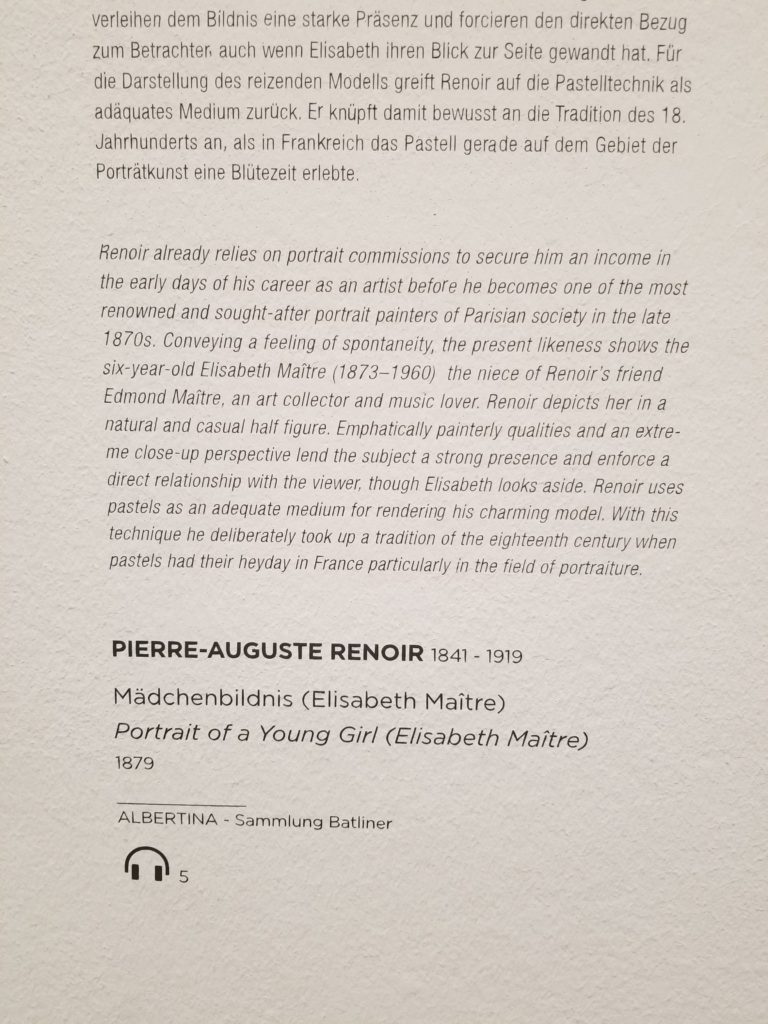 verleihen dem Bildnis eine starke Präsenz und forcieren den direkten Bezug
zum Betrachter, auch wenn Elisabeth ihren Blick zur Seite gewandt hat. Für
die Darstellung des reizenden Modells greift Renoir auf die Pastelltechnik als
adäquates Medium zurück. Er knüpft damit bewusst an die Tradition des 18.
Jahrhunderts an, als in Frankreich das Pastell gerade auf dem Gebiet der
Porträtkunst eine Blütezeit erlebte.
Renoir already relies on portrait commissions to secure him an income in
the early days of his career as an artist before he becomes one of the most
renowned and sought-after portrait painters of Parisian society in the late
1870s. Conveying a feeling of spontaneity, the present likeness shows the
six-year-old Elisabeth Maître (1873–1960) the niece of Renoir's friend
Edmond Maître, an art collector and music lover. Renoir depicts her in a
natural and casual half figure. Emphatically painterly qualities and an extre-
me close-up perspective lend the subject a strong presence and enforce a
direct relationship with the viewer, though Elisabeth looks aside. Renoir uses
pastels as an adequate medium for rendering his charming model. With this
technique he deliberately took up a tradition of the eighteenth century when
pastels had their heyday in France particularly in the field of portraiture.
PIERRE-AUGUSTE RENOIR 1841 - 1919
Mädchenbildnis (Elisabeth Maître)
Portrait of a Young Girl (Elisabeth Maître)
1879
ALBERTINA - Sammlung Batliner
5